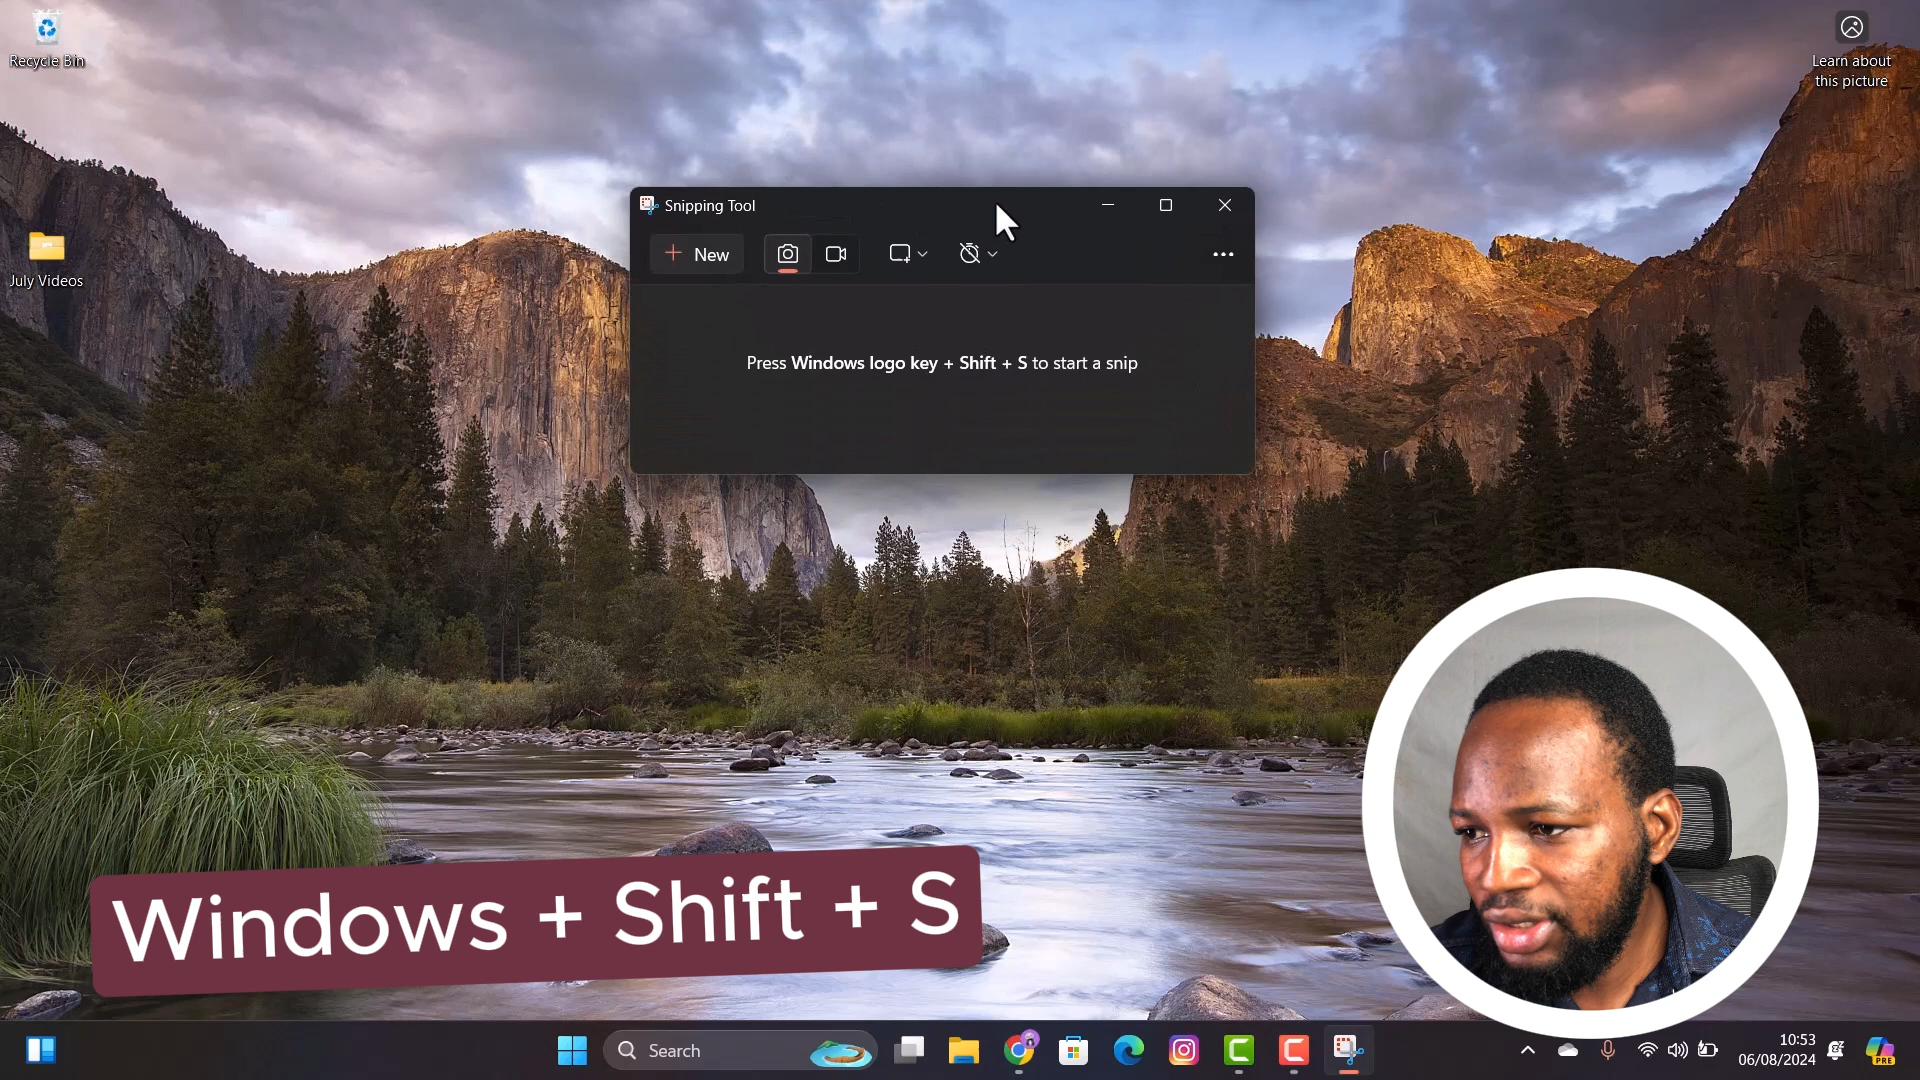 Recycle Bin
Learn about
this picture
Snipping Tool
New
July Videos
Press Windows logo key + Shift + S to start a snip
Windows + Shift + S
Search
10:53
06/08/2024
PRE